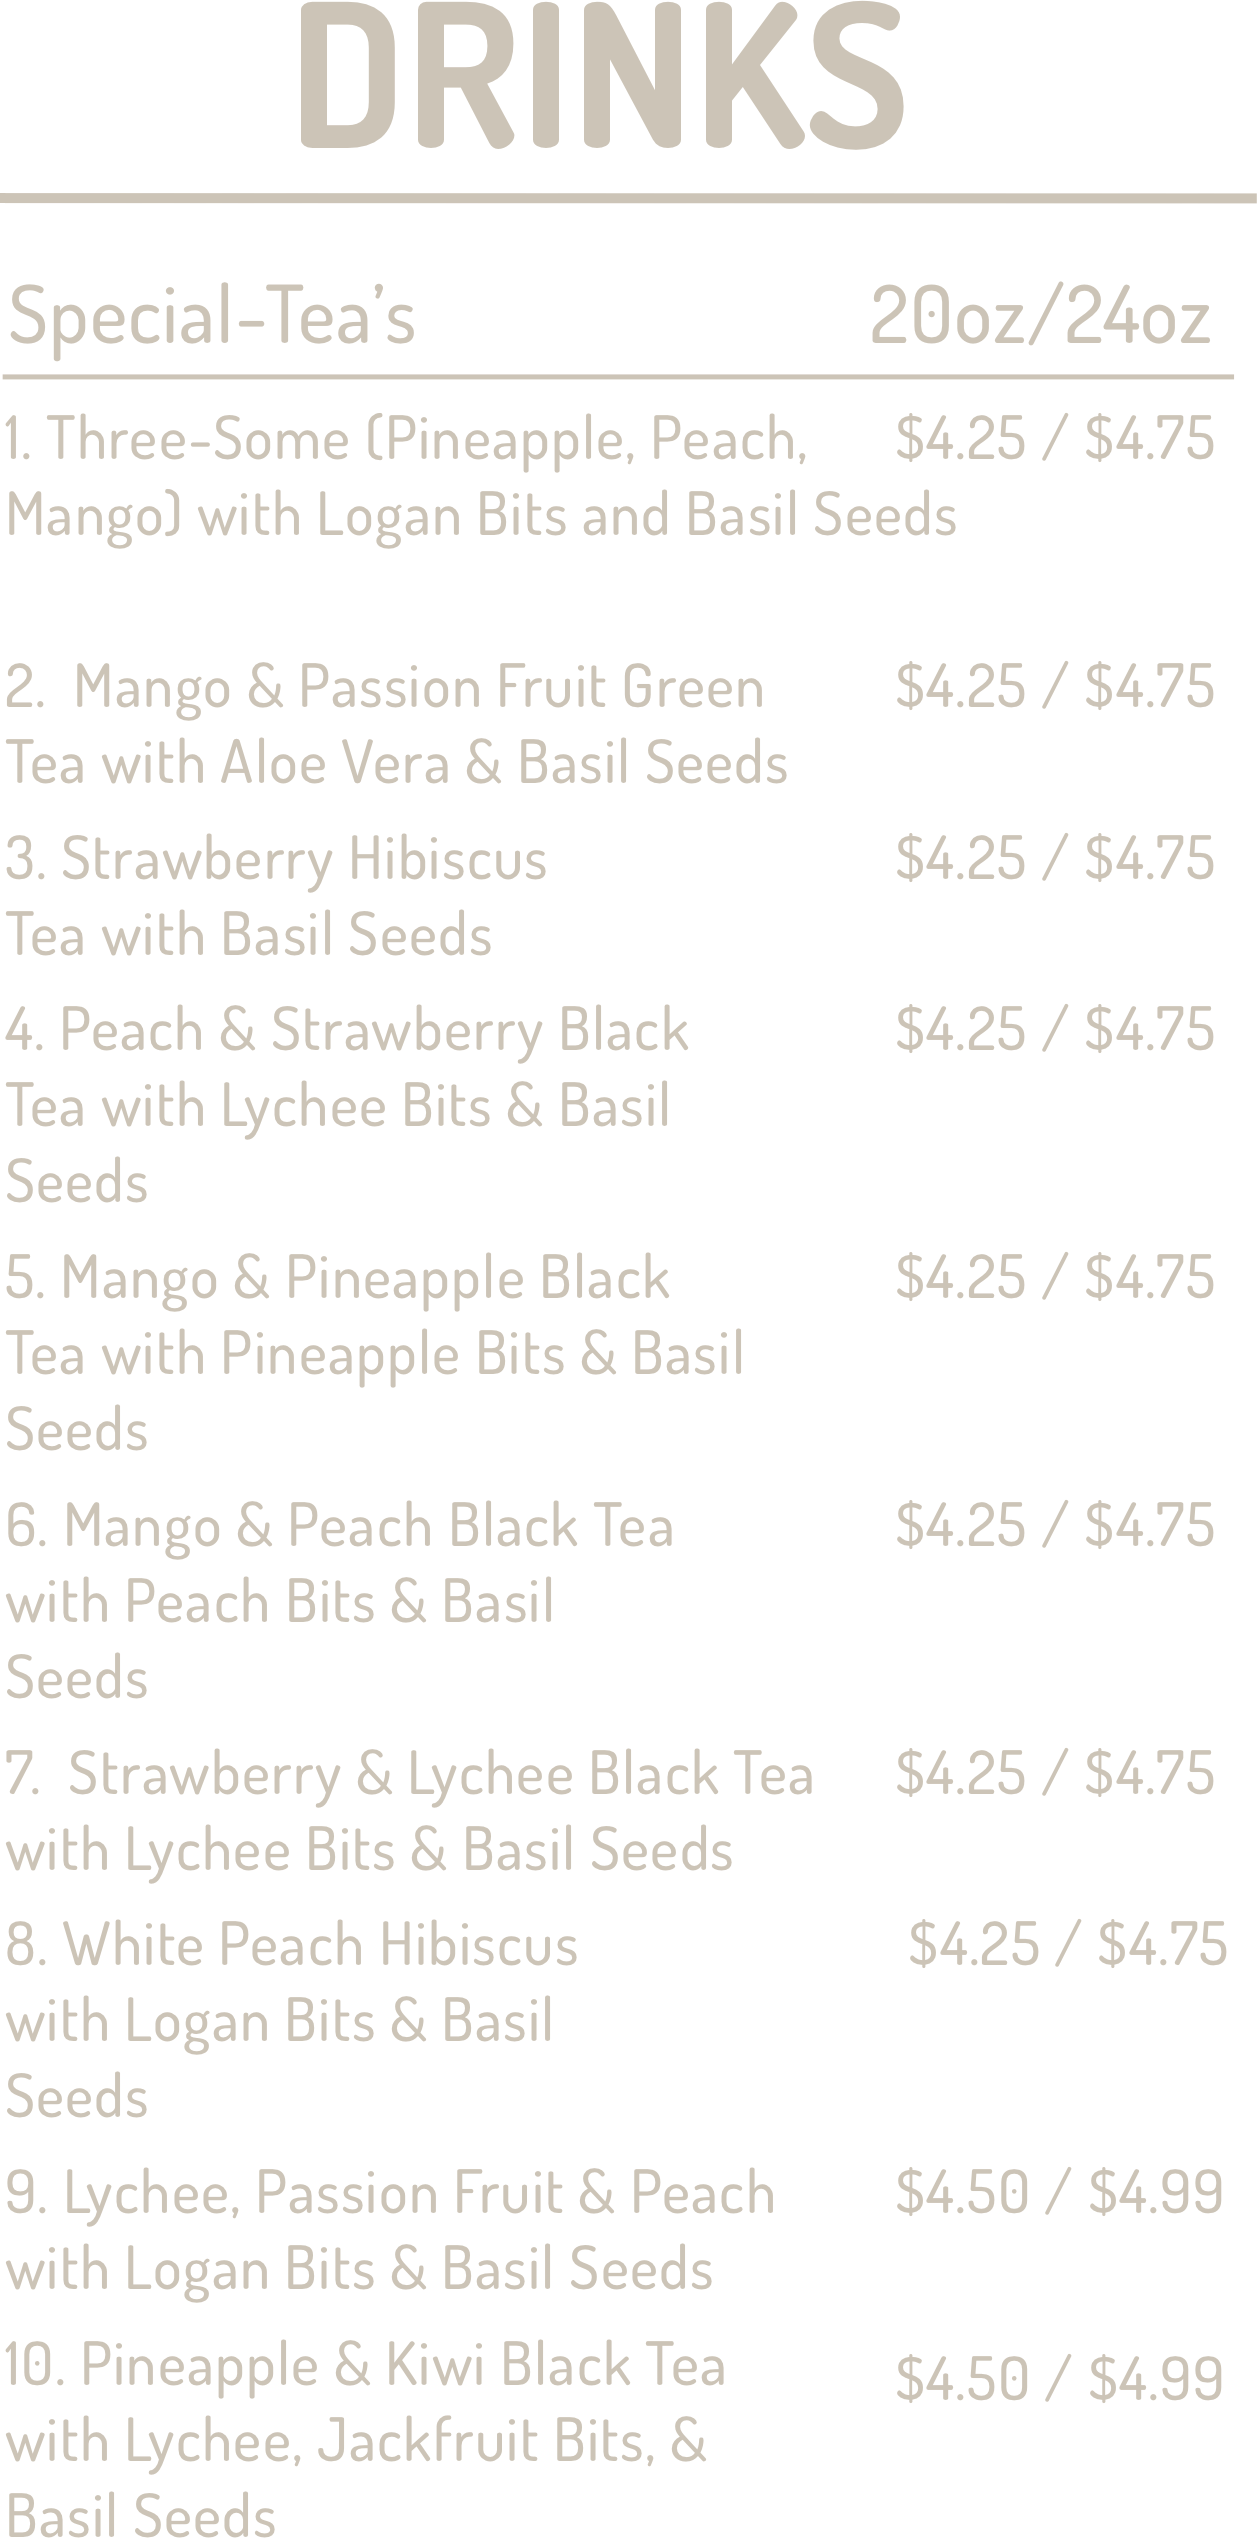 DRINKS
Special-Tea's 20oz/24oz
1. Three-Some (Pineapple, Peach, $4.25 / $4.75
Mango) with Logan Bits and Basil Seeds
2. Mango & Passion Fruit Green $4.25 / $4.75
Tea with Aloe Vera & Basil Seeds
3. Strawberry Hibiscus $4.25 / $4.75
Tea with Basil Seeds
4. Peach & Strawberry Black $4.25 / $4.75
Tea with Lychee Bits & Basil
Seeds
5. Mango & Pineapple Black $4.25 / $4.75
Tea with Pineapple Bits & Basil
Seeds
6. Mango & Peach Black Tea $4.25 / $4.75
with Peach Bits & Basil
Seeds
7. Strawberry & Lychee Black Tea $4.25 / $4.75
with Lychee Bits & Basil Seeds
8. White Peach Hibiscus $4.25 / $4.75
with Logan Bits & Basil
Seeds
9. Lychee, Passion Fruit & Peach $4.50 / $4.99
with Logan Bits & Basil Seeds
10. Pineapple & Kiwi Black Tea $4.50 / $4.99
with Lychee, Jackfruit Bits, &
Basil Seeds